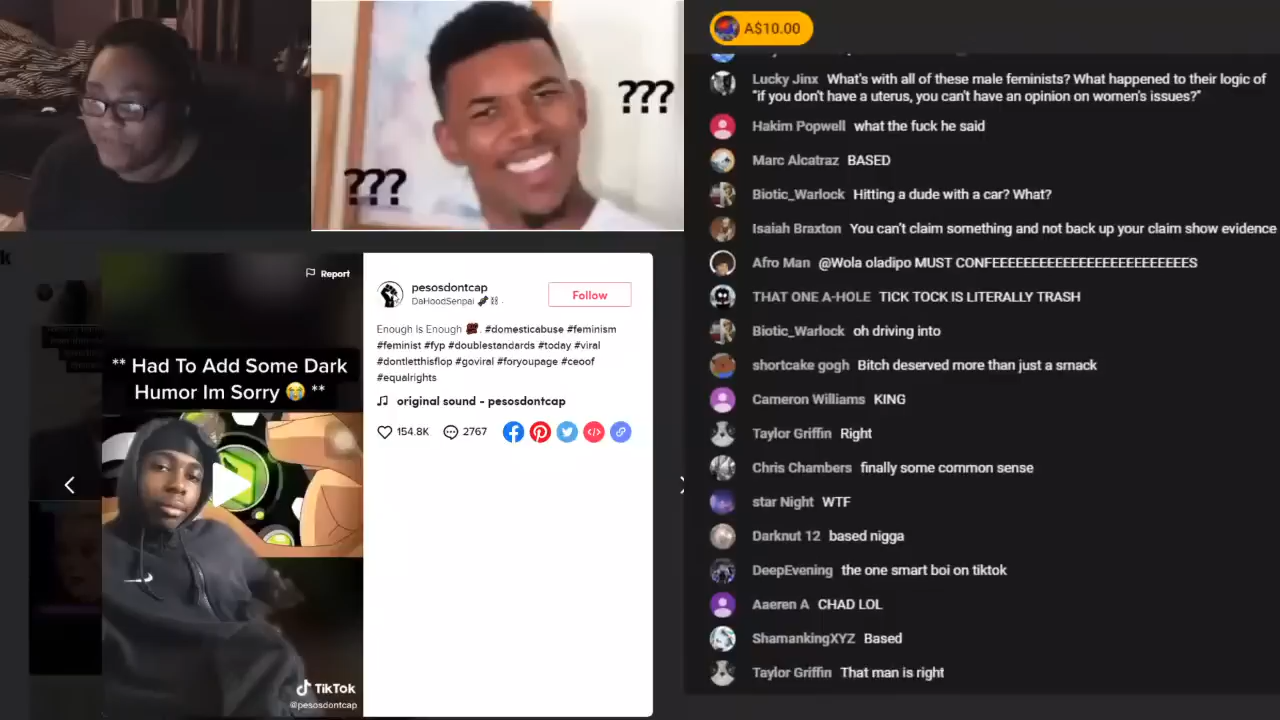 ???
???
A$10.00
Lucky Jinx What's with all of these male feminists? What happened to their logic of
"if you don't have a uterus, you can't have an opinion on women's issues?"
Hakim Popwell what the fuck he said
Marc Alcatraz BASED
Biotic_Warlock Hitting a dude with a car? What?
Isaiah Braxton You can't claim something and not back up your claim show evidence
Afro Man @Wola oladipo MUST CONFEEEEEEEEEEEEEEEEEEEEEEEEES
THAT ONE A-HOLE TICK TOCK IS LITERALLY TRASH
Biotic_Warlock oh driving into
shortcake gogh Bitch deserved more than just a smack
Cameron Williams KING
Taylor Griffin Right
Chris Chambers finally some common sense
star Night WTF
Darknut 12 based nigga
DeepEvening the one smart boi on tiktok
Aaeren A CHAD LOL
ShamankingXYZ Based
Taylor Griffin That man is right
k
Report
** Had To Add Some Dark
Humor Im Sorry 😭 **
TikTok
@pesosdontcap
pesosdontcap
DaHoodSenpai 🧨⛓ .
Follow
Enough Is Enough . #domesticabuse #feminism
#feminist #fyp #doublestandards #today #viral
#dontletthisflop #goviral #foryoupage #ceoof
#equalrights
♫ original sound - pesosdontcap
154.8K 2767